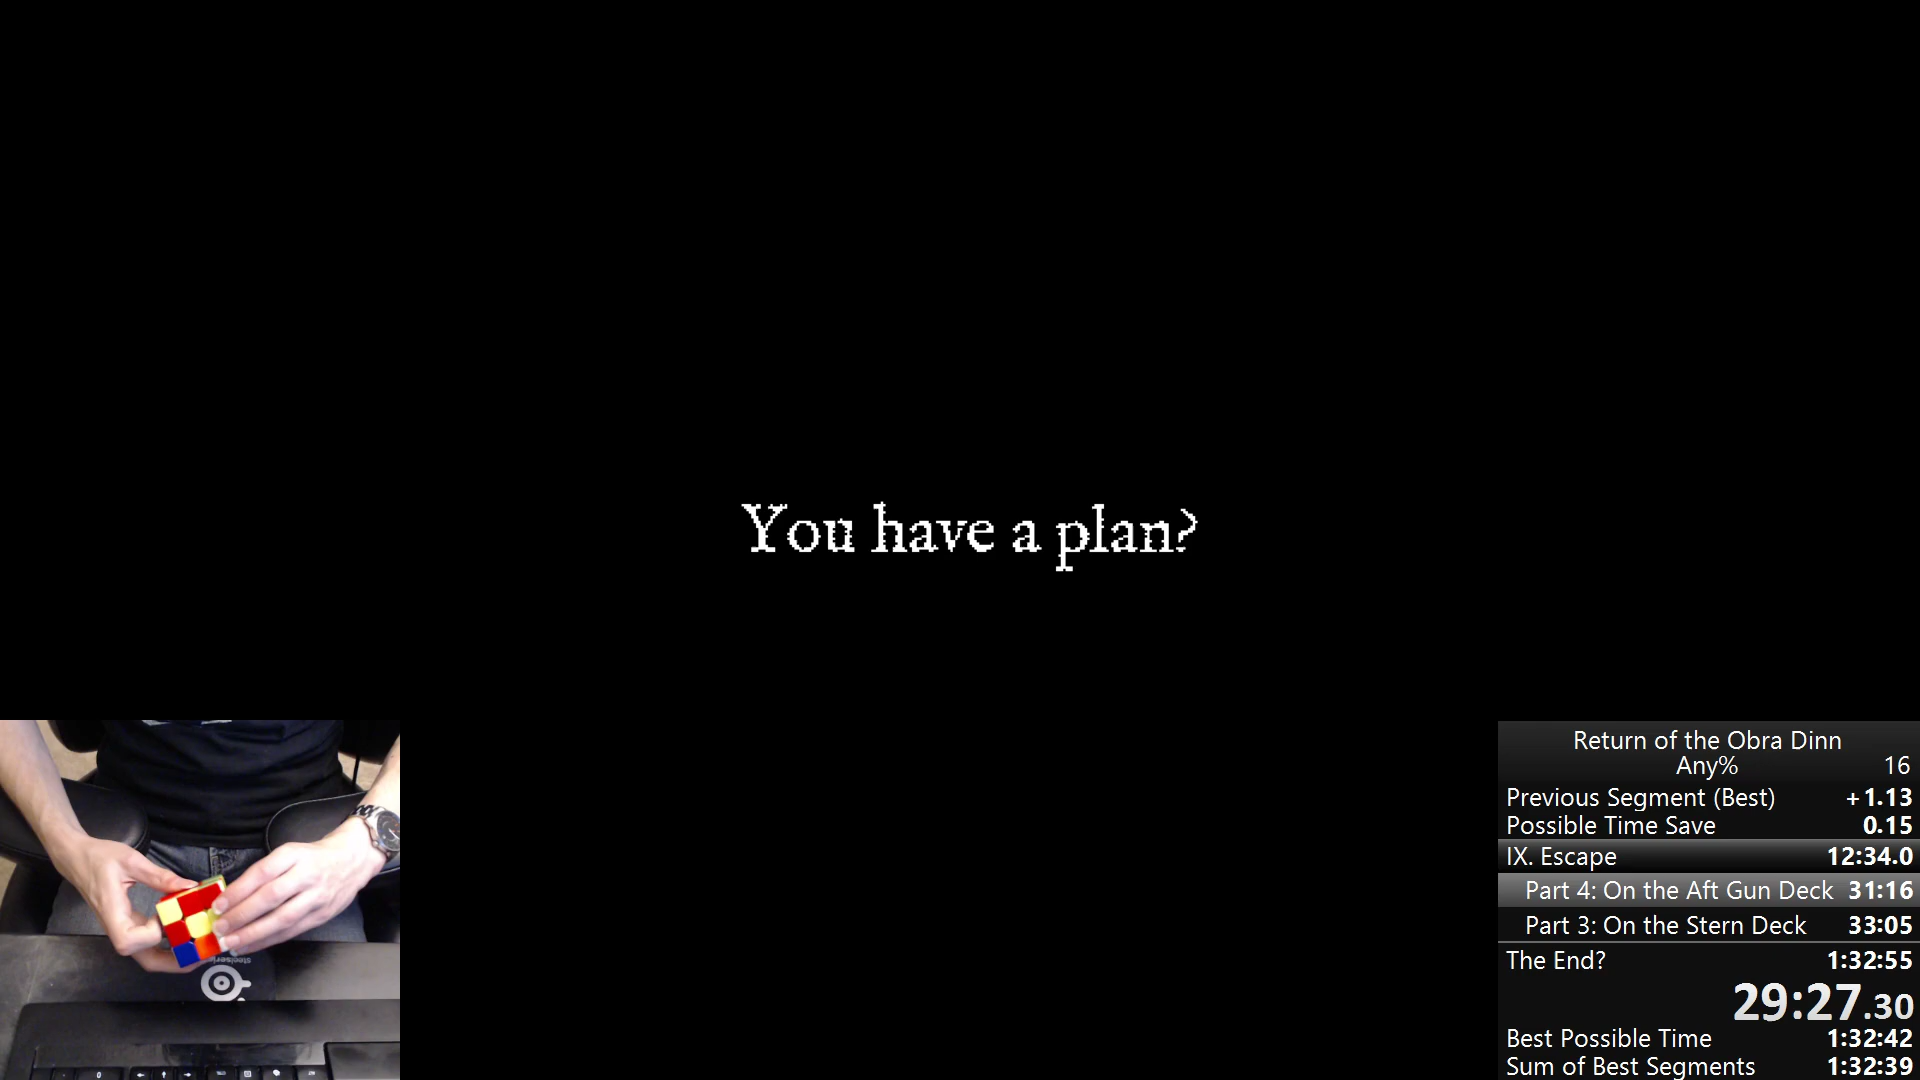 You have a plan?
steelseries
Return of the Obra Dinn
Any% 16
Previous Segment (Best) +1.13
Possible Time Save 0.15
IX. Escape 12:34.0
Part 4: On the Aft Gun Deck 31:16
Part 3: On the Stern Deck 33:05
The End? 1:32:55
29:27.30
Best Possible Time 1:32:42
Sum of Best Segments 1:32:39